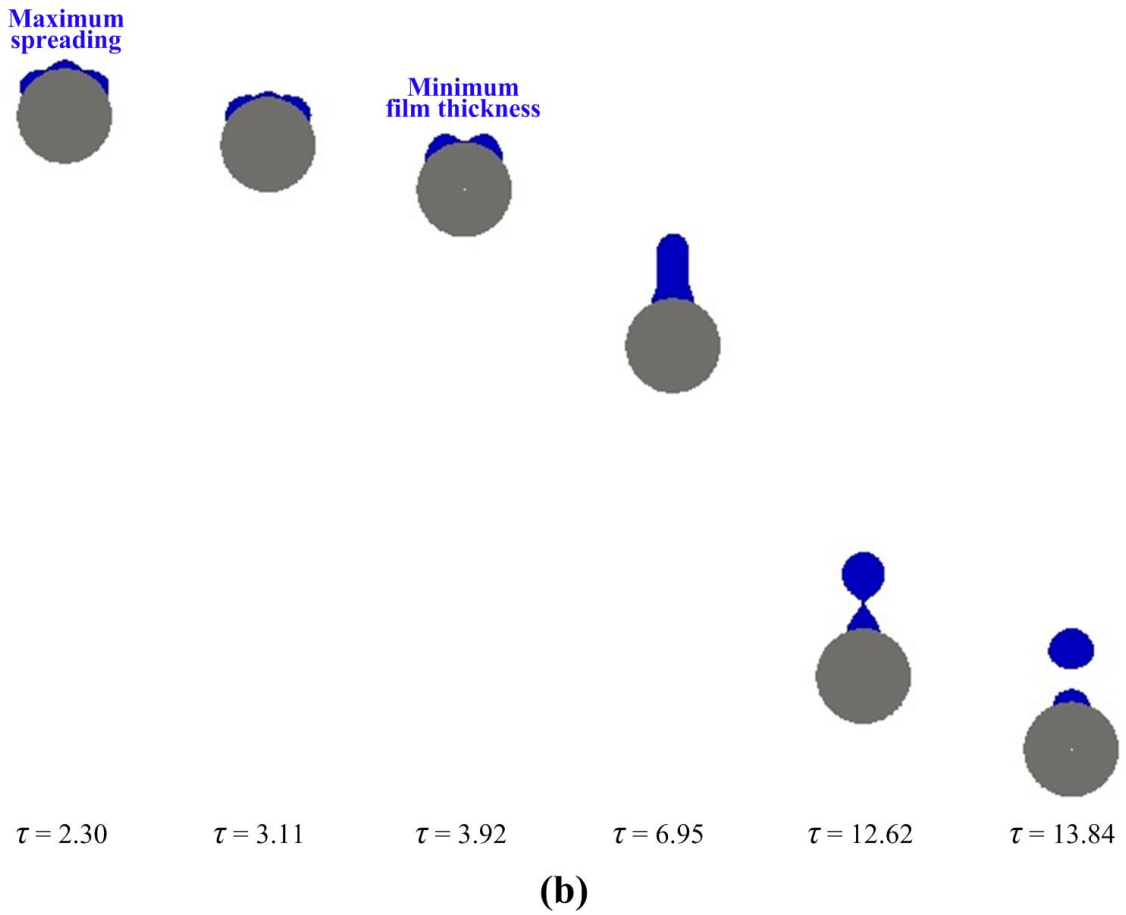 Maximum
spreading
Minimum
film thickness
τ = 2.30
τ = 3.11
τ = 3.92
τ = 6.95
τ = 12.62
τ = 13.84
(b)